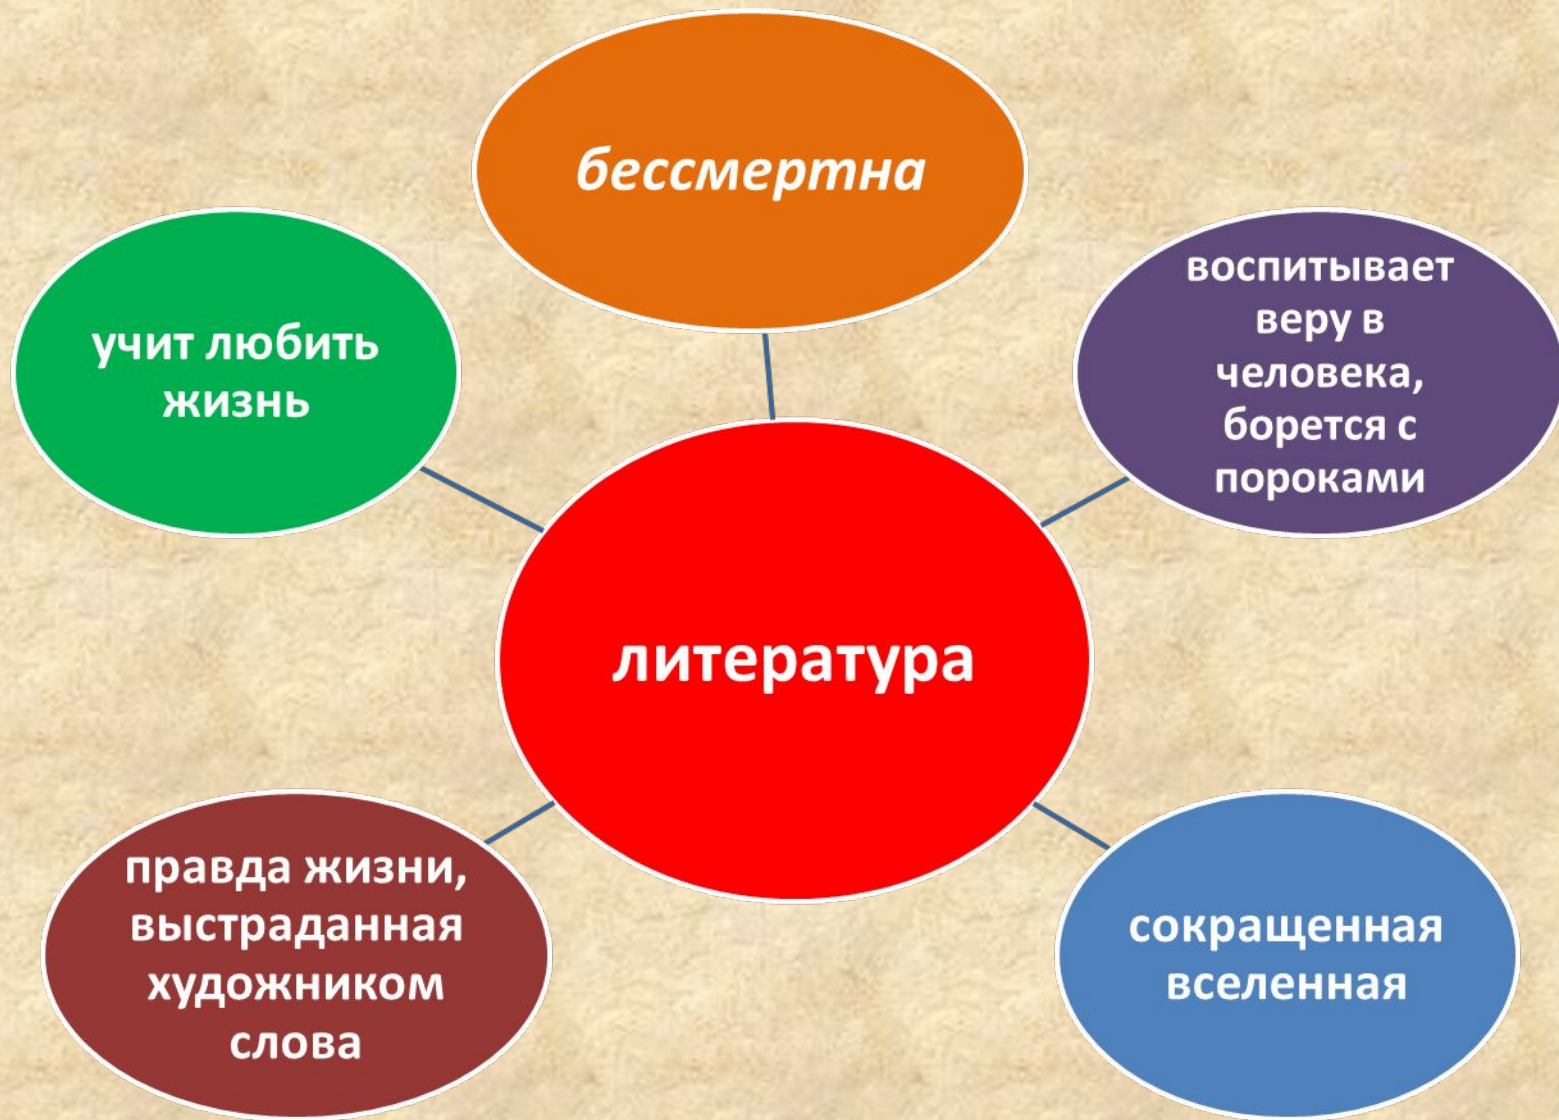 бессмертна
учит любить
жизнь
воспитывает
веру в
человека,
борется с
пороками
литература
правда жизни,
выстраданная
художником
слова
сокращенная
вселенная